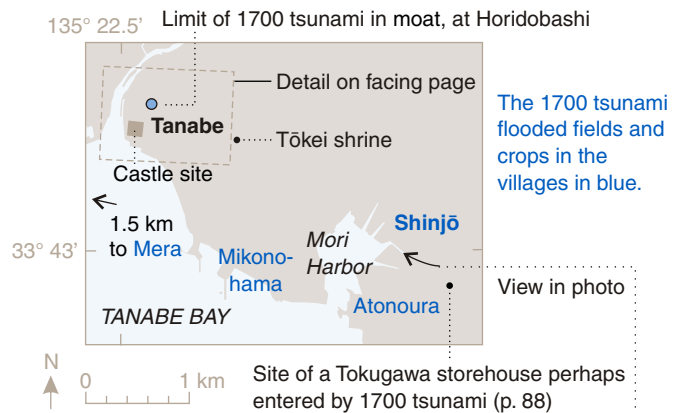 Limit of 1700 tsunami in moat, at Horidobashi
135° 22.5’
Detail on facing page
Tanabe
Tōkei shrine
Castle site
The 1700 tsunami
flooded fields and
crops in the
villages in blue.
1.5 km
to Mera
33° 43’
Mikono-
hama
Mori
Harbor
Shinjō
Atonoura
View in photo
TANABE BAY
N
0 1 km
Site of a Tokugawa storehouse perhaps
entered by 1700 tsunami (p. 88)